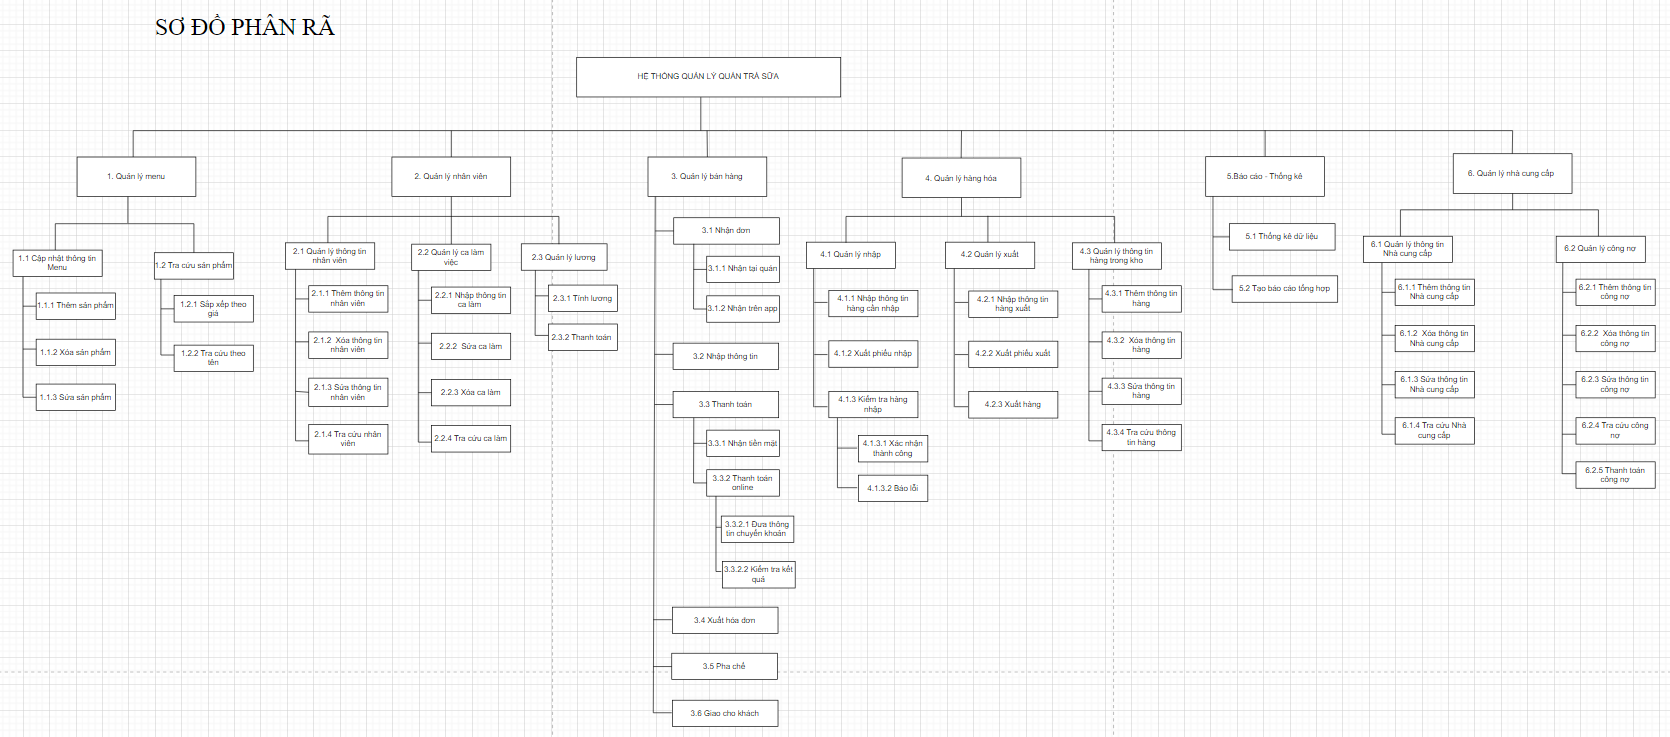 SƠ ĐỒ PHÂN RÃ
HỆ THỐNG QUẢN LÝ QUÁN TRÀ SỮA
1. Quản lý menu
2. Quản lý nhân viên
3. Quản lý bán hàng
4. Quản lý hàng hóa
5.Báo cáo - Thống kê
6. Quản lý nhà cung cấp
1.1 Cập nhật thông tin
Menu
1.1.1 Thêm sản phẩm
1.1.2 Xóa sản phẩm
1.1.3 Sửa sản phẩm
1.2 Tra cứu sản phẩm
1.2.1 Sắp xếp theo
giá
1.2.2 Tra cứu theo
tên
2.1 Quản lý thông tin
nhân viên
2.1.1 Thêm thông tin
nhân viên
2.1.2 Xóa thông tin
nhân viên
2.1.3 Sửa thông tin
nhân viên
2.1.4 Tra cứu nhân
viên
2.2 Quản lý ca làm
việc
2.2.1 Nhập thông tin
ca làm
2.2.2 Sửa ca làm
2.2.3 Xóa ca làm
2.2.4 Tra cứu ca làm
2.3 Quản lý lương
2.3.1 Tính lương
2.3.2 Thanh toán
3.1 Nhận đơn
3.1.1 Nhận tại quán
3.1.2 Nhận trên app
3.2 Nhập thông tin
3.3 Thanh toán
3.3.1 Nhận tiền mặt
3.3.2 Thanh toán
online
3.3.2.1 Đưa thông
tin chuyển khoản
3.3.2.2 Kiểm tra kết
quả
3.4 Xuất hóa đơn
3.5 Pha chế
3.6 Giao cho khách
4.1 Quản lý nhập
4.1.1 Nhập thông tin
hàng cần nhập
4.1.2 Xuất phiếu nhập
4.1.3 Kiểm tra hàng
nhập
4.1.3.1 Xác nhận
thành công
4.1.3.2 Báo lỗi
4.2 Quản lý xuất
4.2.1 Nhập thông tin
hàng xuất
4.2.2 Xuất phiếu xuất
4.2.3 Xuất hàng
4.3 Quản lý thông tin
hàng trong kho
4.3.1 Thêm thông tin
hàng
4.3.2 Xóa thông tin
hàng
4.3.3 Sửa thông tin
hàng
4.3.4 Tra cứu thông
tin hàng
5.1 Thống kê dữ liệu
5.2 Tạo báo cáo tổng hợp
6.1 Quản lý thông tin
Nhà cung cấp
6.1.1 Thêm thông tin
Nhà cung cấp
6.1.2 Xóa thông tin
Nhà cung cấp
6.1.3 Sửa thông tin
Nhà cung cấp
6.1.4 Tra cứu Nhà
cung cấp
6.2 Quản lý công nợ
6.2.1 Thêm thông tin
công nợ
6.2.2 Xóa thông tin
công nợ
6.2.3 Sửa thông tin
công nợ
6.2.4 Tra cứu công
nợ
6.2.5 Thanh toán
công nợ